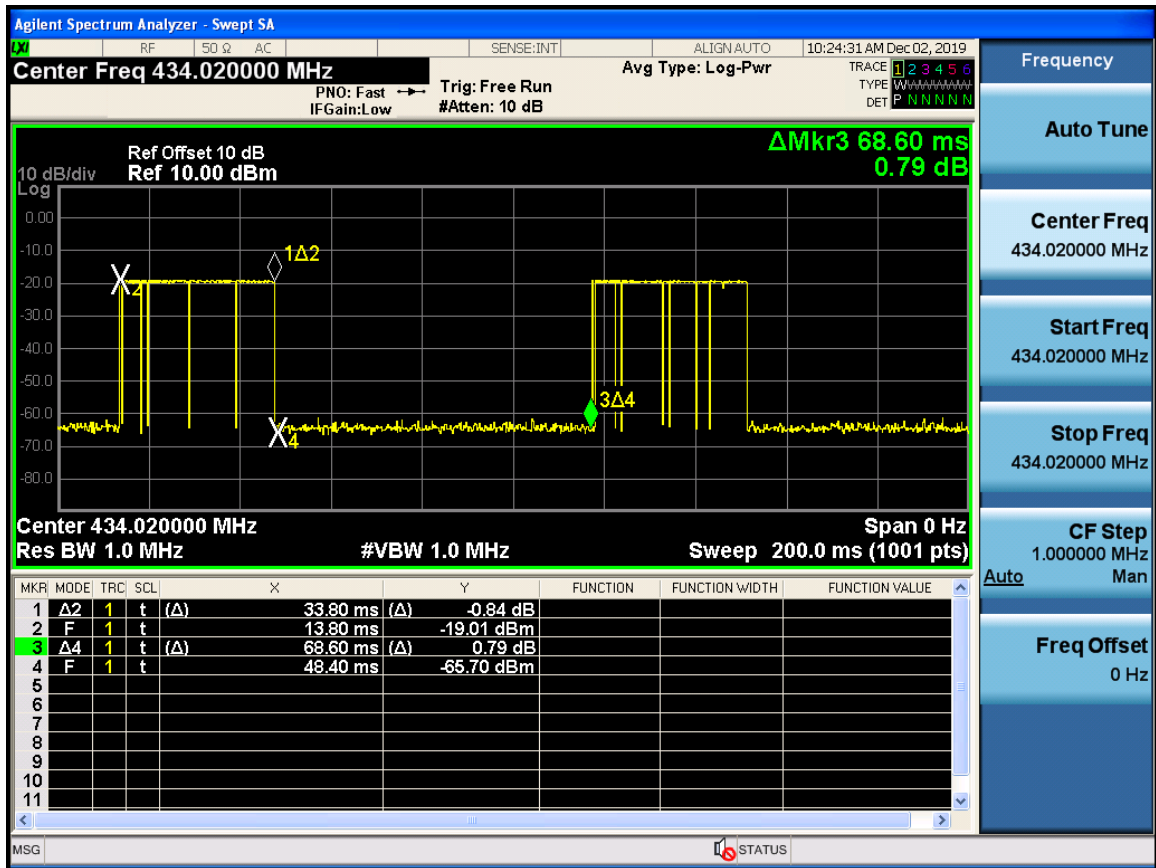 Agilent Spectrum Analyzer - Swept SA
LXI RF 50 Ω AC SENSE:INT ALIGN AUTO 10:24:31 AM Dec 02, 2019
Frequency
Center Freq 434.020000 MHz
PNO: Fast
IFGain:Low
Trig: Free Run
#Atten: 10 dB
Avg Type: Log-Pwr
TRACE 1 2 3 4 5 6
TYPE W
DET P N N N N N
Auto Tune
ΔMkr3 68.60 ms
0.79 dB
Ref Offset 10 dB
10 dB/div Ref 10.00 dBm
Log
0.00
-10.0
-20.0
-30.0
-40.0
-50.0
-60.0
-70.0
-80.0
1Δ2
2
3Δ4
4
Center Freq
434.020000 MHz
Start Freq
434.020000 MHz
Stop Freq
434.020000 MHz
Center 434.020000 MHz Span 0 Hz
Res BW 1.0 MHz #VBW 1.0 MHz Sweep 200.0 ms (1001 pts)
CF Step
1.000000 MHz
Auto Man
Freq Offset
0 Hz
MKR MODE TRC SCL X Y FUNCTION FUNCTION WIDTH FUNCTION VALUE
1 Δ2 1 t (Δ) 33.80 ms (Δ) -0.84 dB
2 F 1 t 13.80 ms -19.01 dBm
3 Δ4 1 t (Δ) 68.60 ms (Δ) 0.79 dB
4 F 1 t 48.40 ms -65.70 dBm
5
6
7
8
9
10
11
MSG STATUS